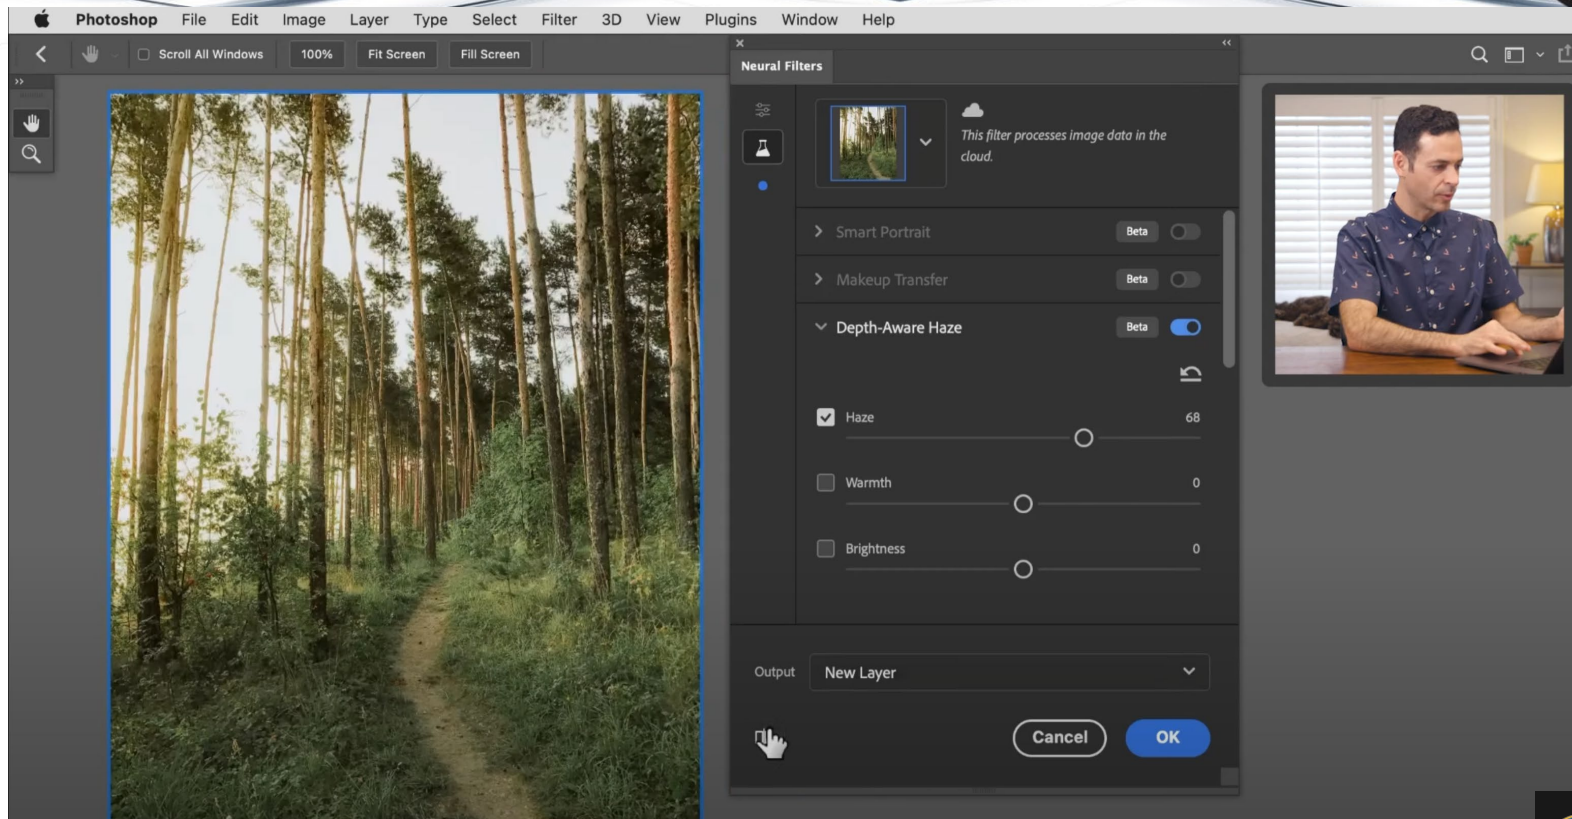 Photoshop File Edit Image Layer Type Select Filter 3D View Plugins Window Help
Scroll All Windows 100% Fit Screen Fill Screen
Neural Filters
This filter processes image data in the
cloud.
Smart Portrait Beta
Makeup Transfer Beta
Depth-Aware Haze Beta
Haze 68
Warmth 0
Brightness 0
Output New Layer
Cancel OK